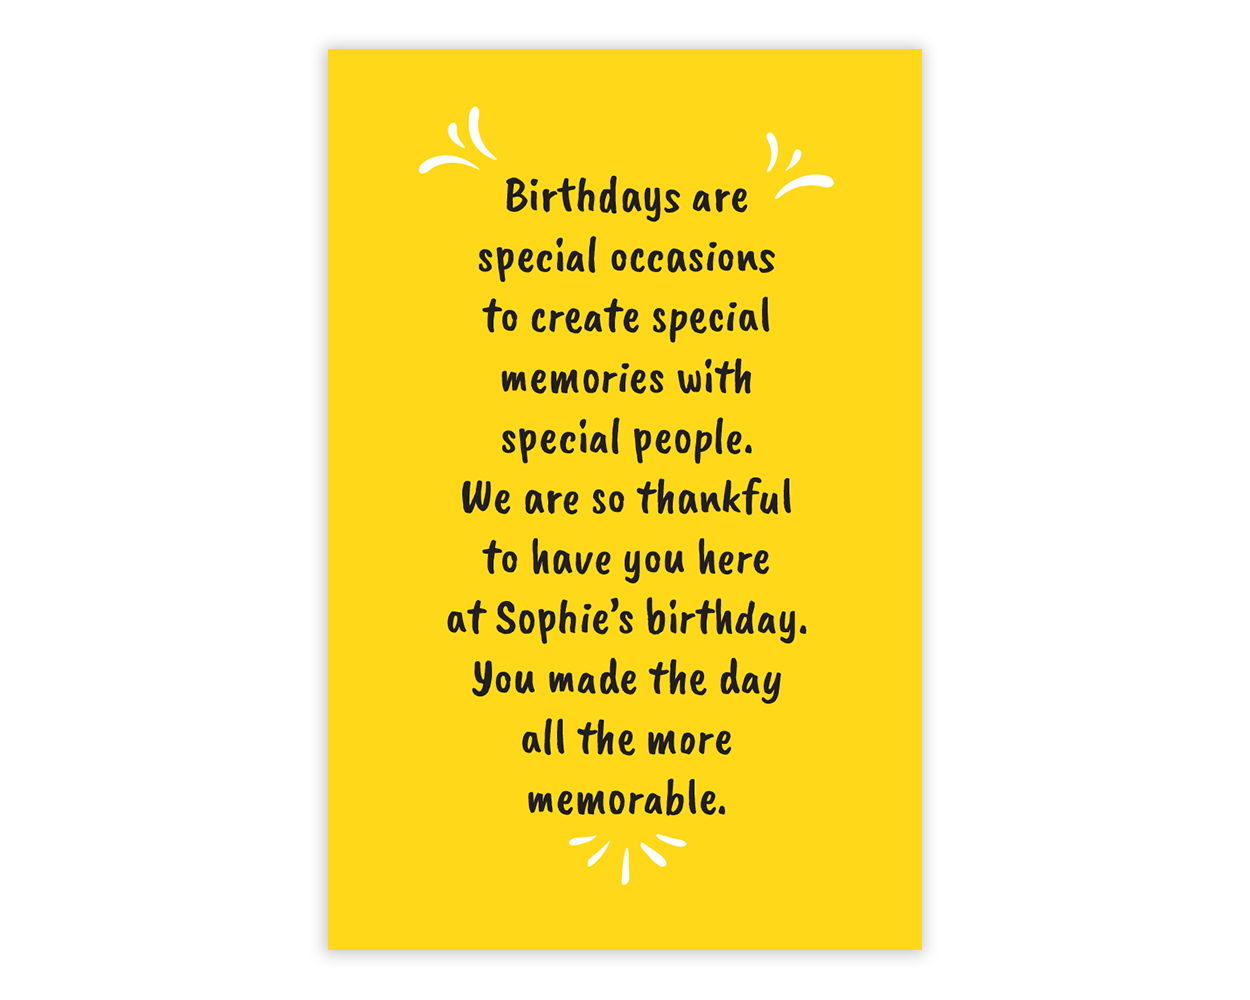 Birthdays are
special occasions
to create special
memories with
special people.
We are so thankful
to have you here
at Sophie’s birthday.
You made the day
all the more
memorable.